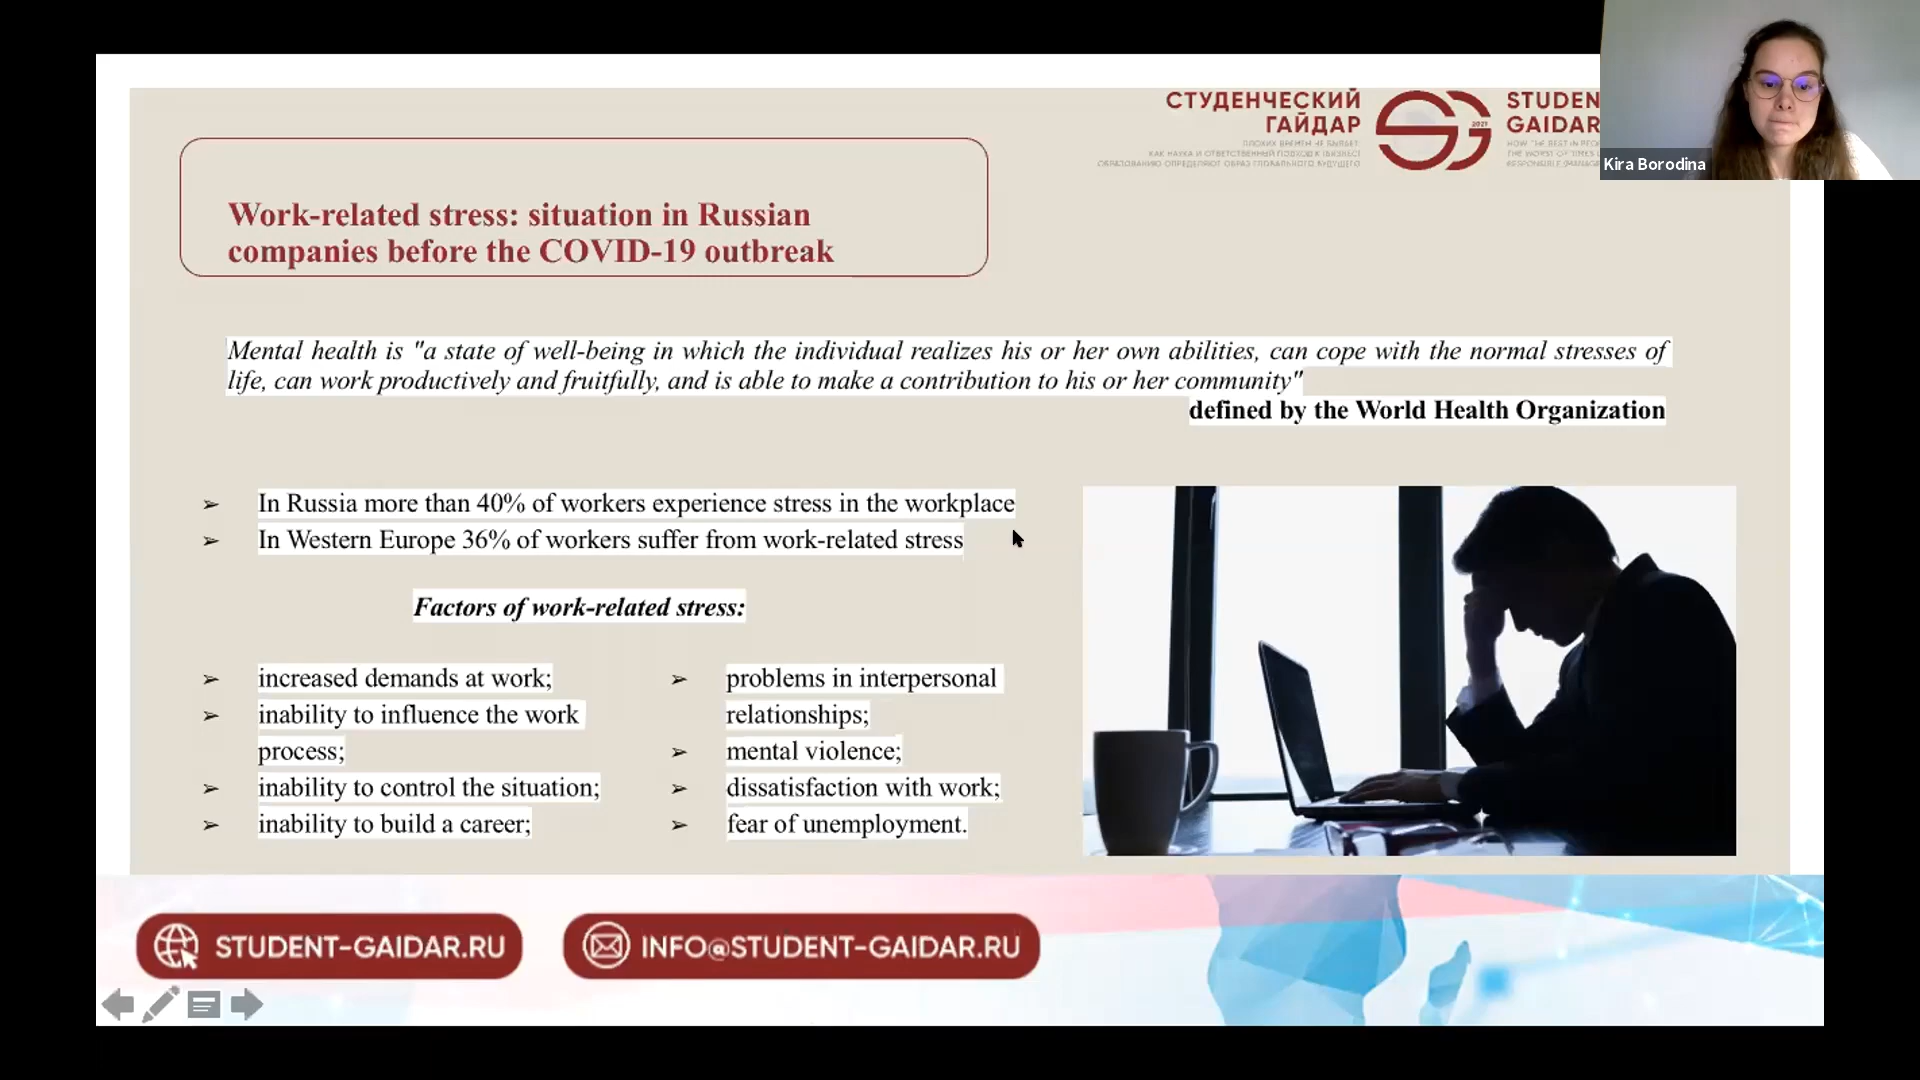 СТУДЕНЧЕСКИЙ
ГАЙДАР
STUDEN
GAIDAR
2021
Kira Borodina
Work-related stress: situation in Russian
companies before the COVID-19 outbreak
Mental health is "a state of well-being in which the individual realizes his or her own abilities, can cope with the normal stresses of
life, can work productively and fruitfully, and is able to make a contribution to his or her community"
defined by the World Health Organization
➢ In Russia more than 40% of workers experience stress in the workplace
➢ In Western Europe 36% of workers suffer from work-related stress
Factors of work-related stress:
➢ increased demands at work;
➢ inability to influence the work
process;
➢ inability to control the situation;
➢ inability to build a career;
➢ problems in interpersonal
relationships;
➢ mental violence;
➢ dissatisfaction with work;
➢ fear of unemployment.
STUDENT-GAIDAR.RU
INFO@STUDENT-GAIDAR.RU